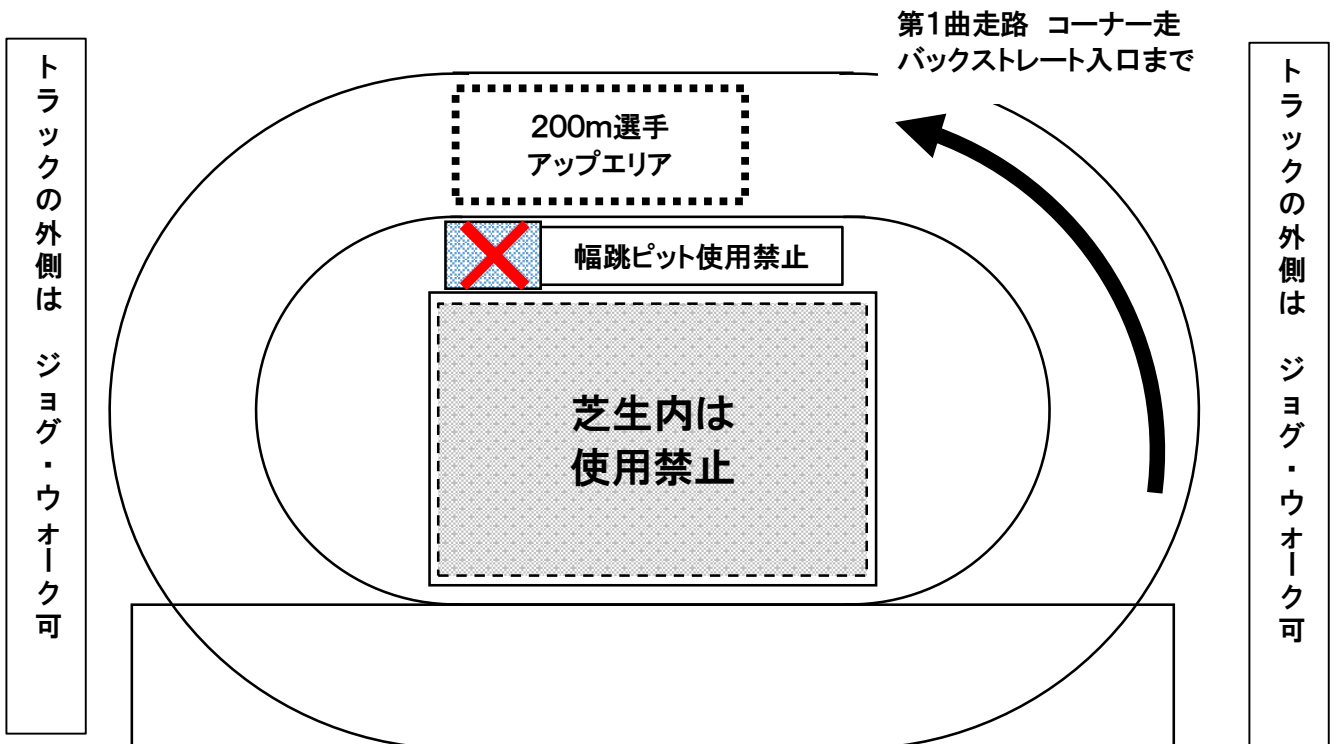 第1曲走路 コーナー走
バックストレート入口まで
トラックの外側は ジョグ・ウオーク可
200m選手
アップエリア
幅跳ピット使用禁止
芝生内は
使用禁止
トラックの外側は ジョグ・ウオーク可